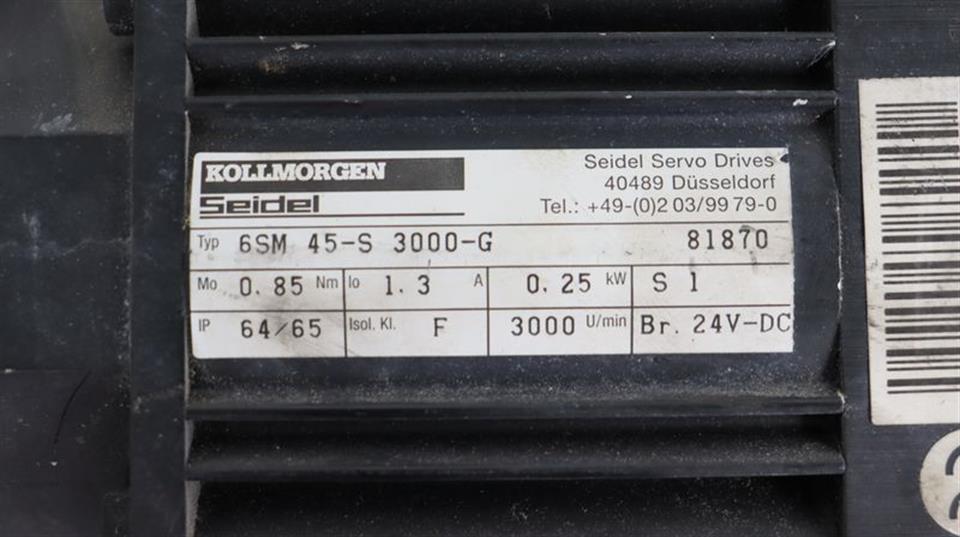 KOLLMORGEN
Seidel
Seidel Servo Drives
40489 Düsseldorf
Tel.: +49-(0)2 03/99 79-0
Typ 6SM 45-S 3000-G 81870
Mo 0.85 Nm Io 1.3 A 0.25 kW S 1
IP 64/65 Isol. Kl. F 3000 U/min Br. 24V-DC